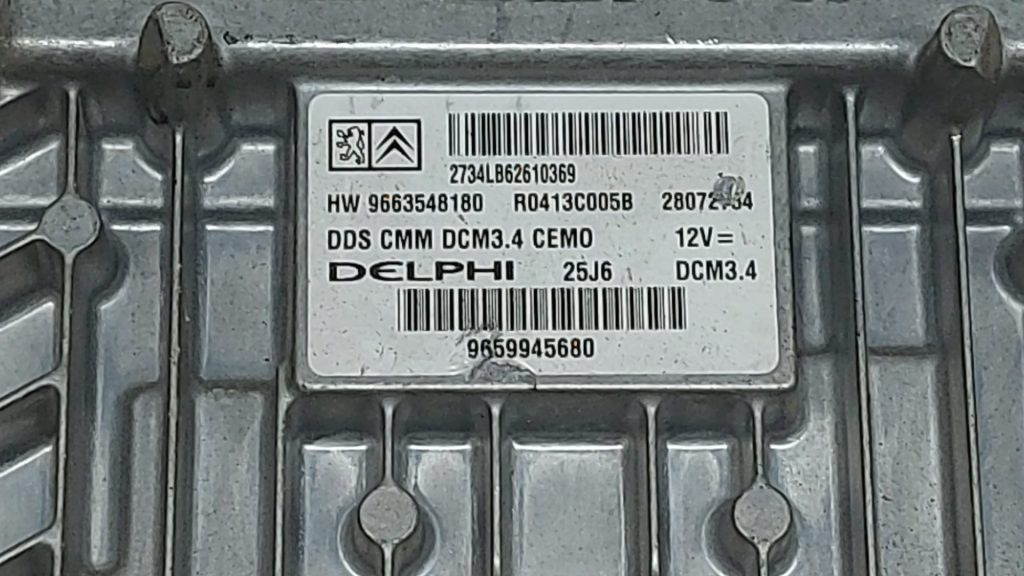 2734LB62610369
HW 9663548180 R0413C005B
DDS CMM DCM3.4 CEMO 12V=
DELPHI 25J6 DCM3.4
9659945680